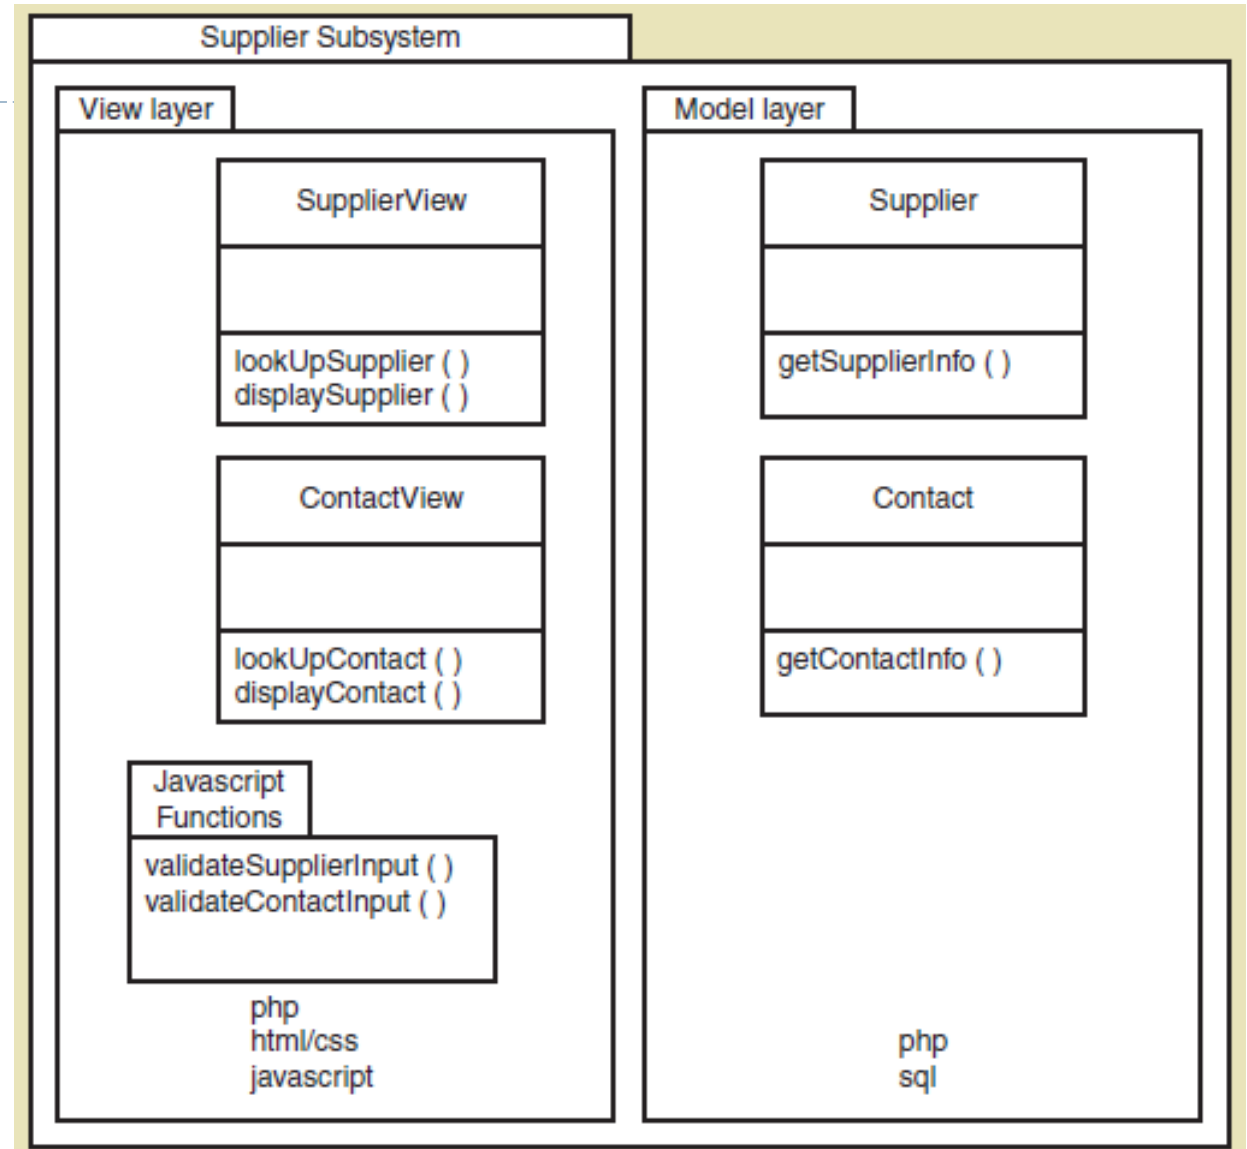 Supplier Subsystem
View layer
SupplierView
lookUpSupplier ( )
displaySupplier ( )
ContactView
lookUpContact ( )
displayContact ( )
Javascript
Functions
validateSupplierInput ( )
validateContactInput ( )
php
html/css
javascript
Model layer
Supplier
getSupplierInfo ( )
Contact
getContactInfo ( )
php
sql